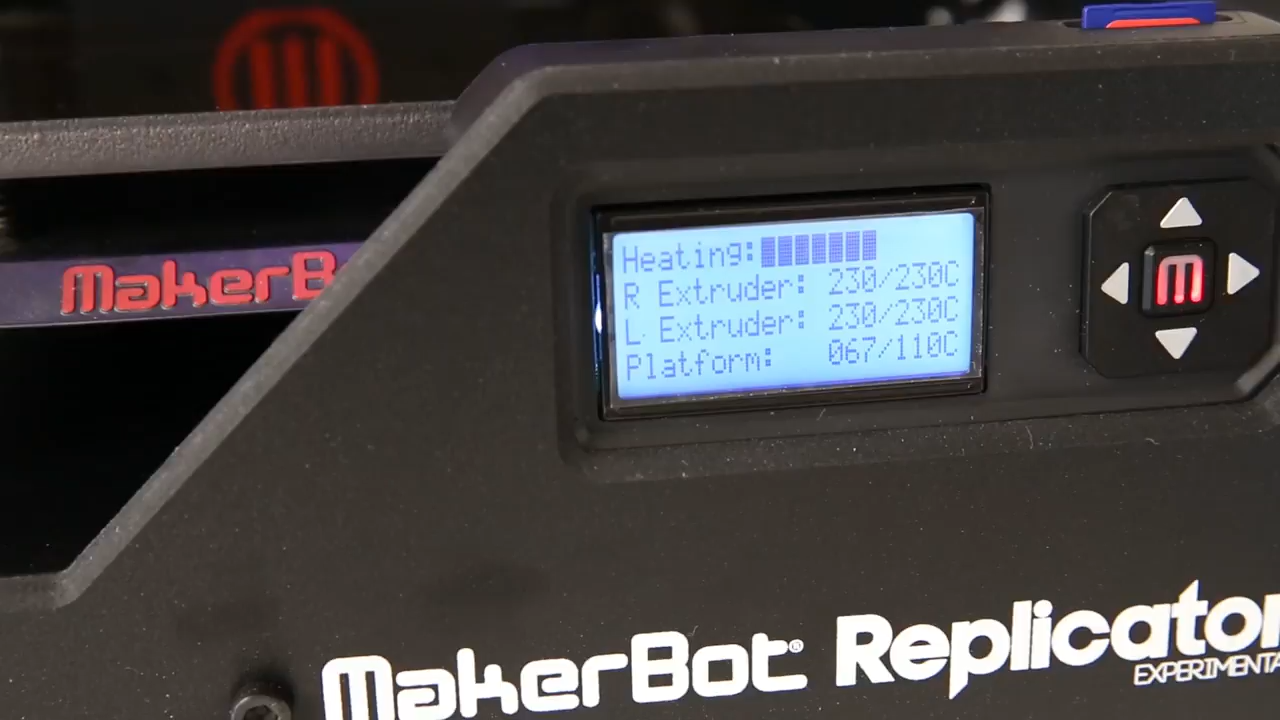 MakerB
Heating:
R Extruder: 230/230C
L Extruder: 230/230C
Platform: 067/110C
M
MakerBot® Replicator
EXPERIMENTA